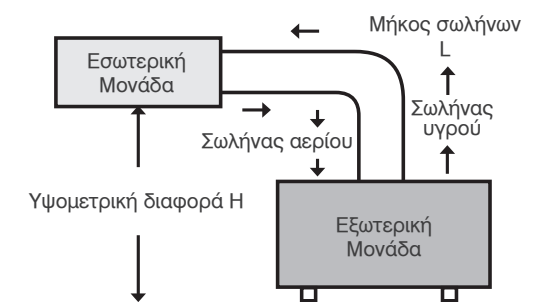 Μήκος σωλήνων
L
Εσωτερική
Μονάδα
Σωλήνας
υγρού
Σωλήνας αερίου
Υψομετρική διαφορά Η
Εξωτερική
Μονάδα